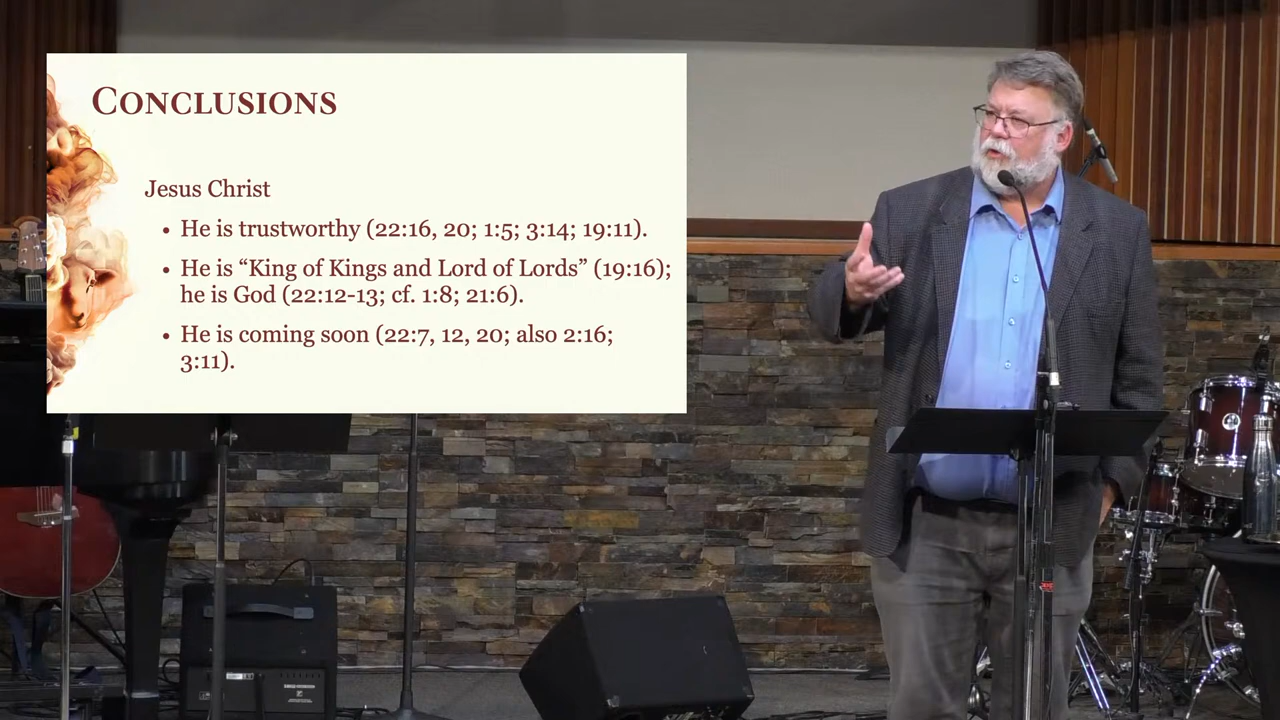 CONCLUSIONS
Jesus Christ
• He is trustworthy (22:16, 20; 1:5; 3:14; 19:11).
• He is “King of Kings and Lord of Lords” (19:16);
he is God (22:12-13; cf. 1:8; 21:6).
• He is coming soon (22:7, 12, 20; also 2:16;
3:11).